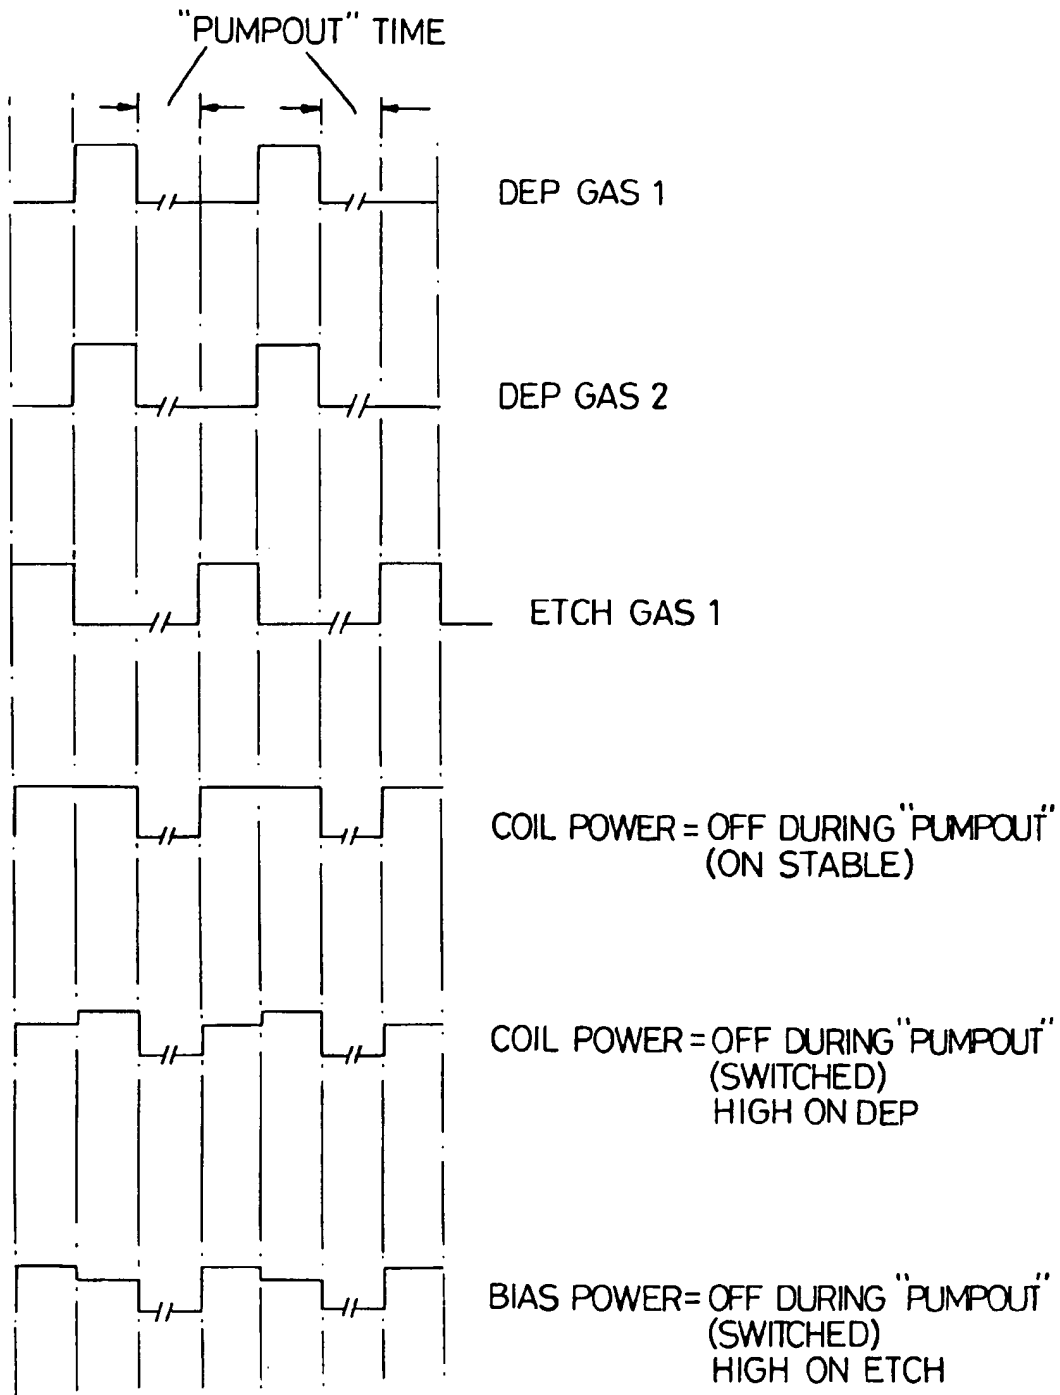 "PUMPOUT" TIME
DEP GAS 1
DEP GAS 2
ETCH GAS 1
COIL POWER = OFF DURING "PUMPOUT"
(ON STABLE)
COIL POWER = OFF DURING "PUMPOUT"
(SWITCHED)
HIGH ON DEP
BIAS POWER = OFF DURING "PUMPOUT"
(SWITCHED)
HIGH ON ETCH